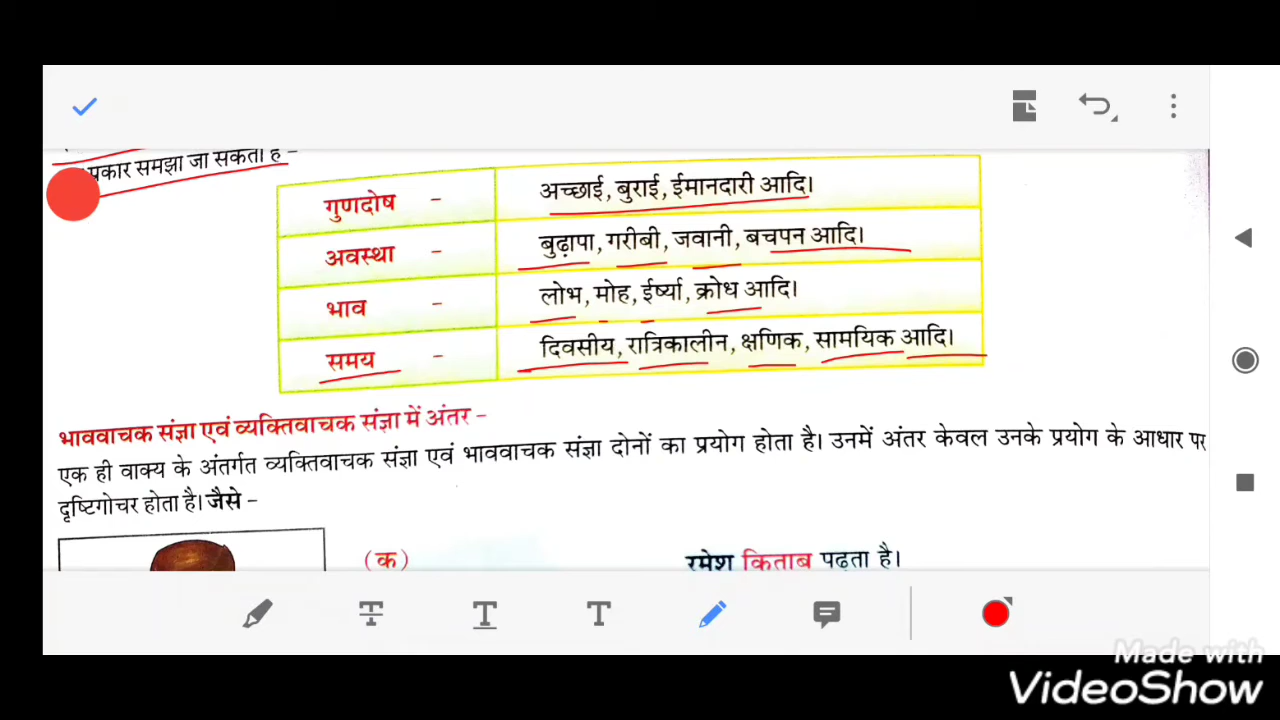 प्रकार समझा जा सकता है -
गुणदोष - अच्छाई, बुराई, ईमानदारी आदि।
अवस्था - बुढ़ापा, गरीबी, जवानी, बचपन आदि।
भाव - लोभ, मोह, ईर्ष्या, क्रोध आदि।
समय - दिवसीय, रात्रिकालीन, क्षणिक, सामयिक आदि।
भाववाचक संज्ञा एवं व्यक्तिवाचक संज्ञा में अंतर -
एक ही वाक्य के अंतर्गत व्यक्तिवाचक संज्ञा एवं भाववाचक संज्ञा दोनों का प्रयोग होता है। उनमें अंतर केवल उनके प्रयोग के आधार पर
दृष्टिगोचर होता है। जैसे -
(क) रमेश किताब पढ़ता है।
T T T
Made with
VideoShow